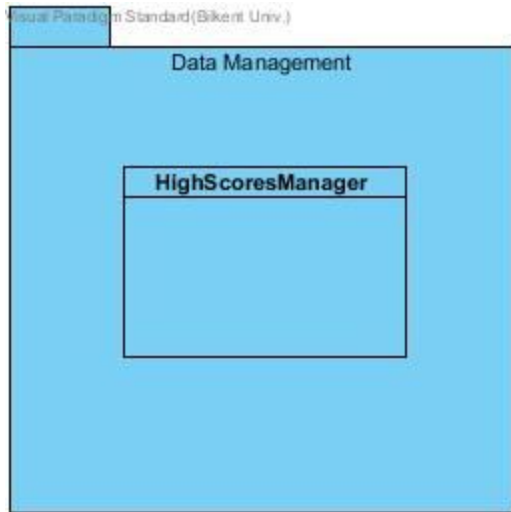 Visual Paradigm Standard(Bilkent Univ.)
Data Management
HighScoresManager